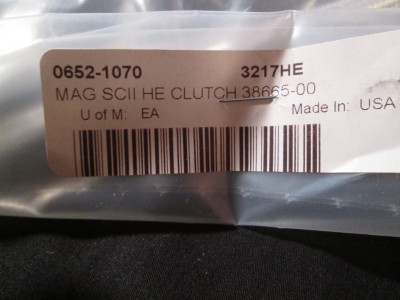 0652-1070 3217HE
MAG SCII HE CLUTCH 38665-00
U of M: EA Made In: USA